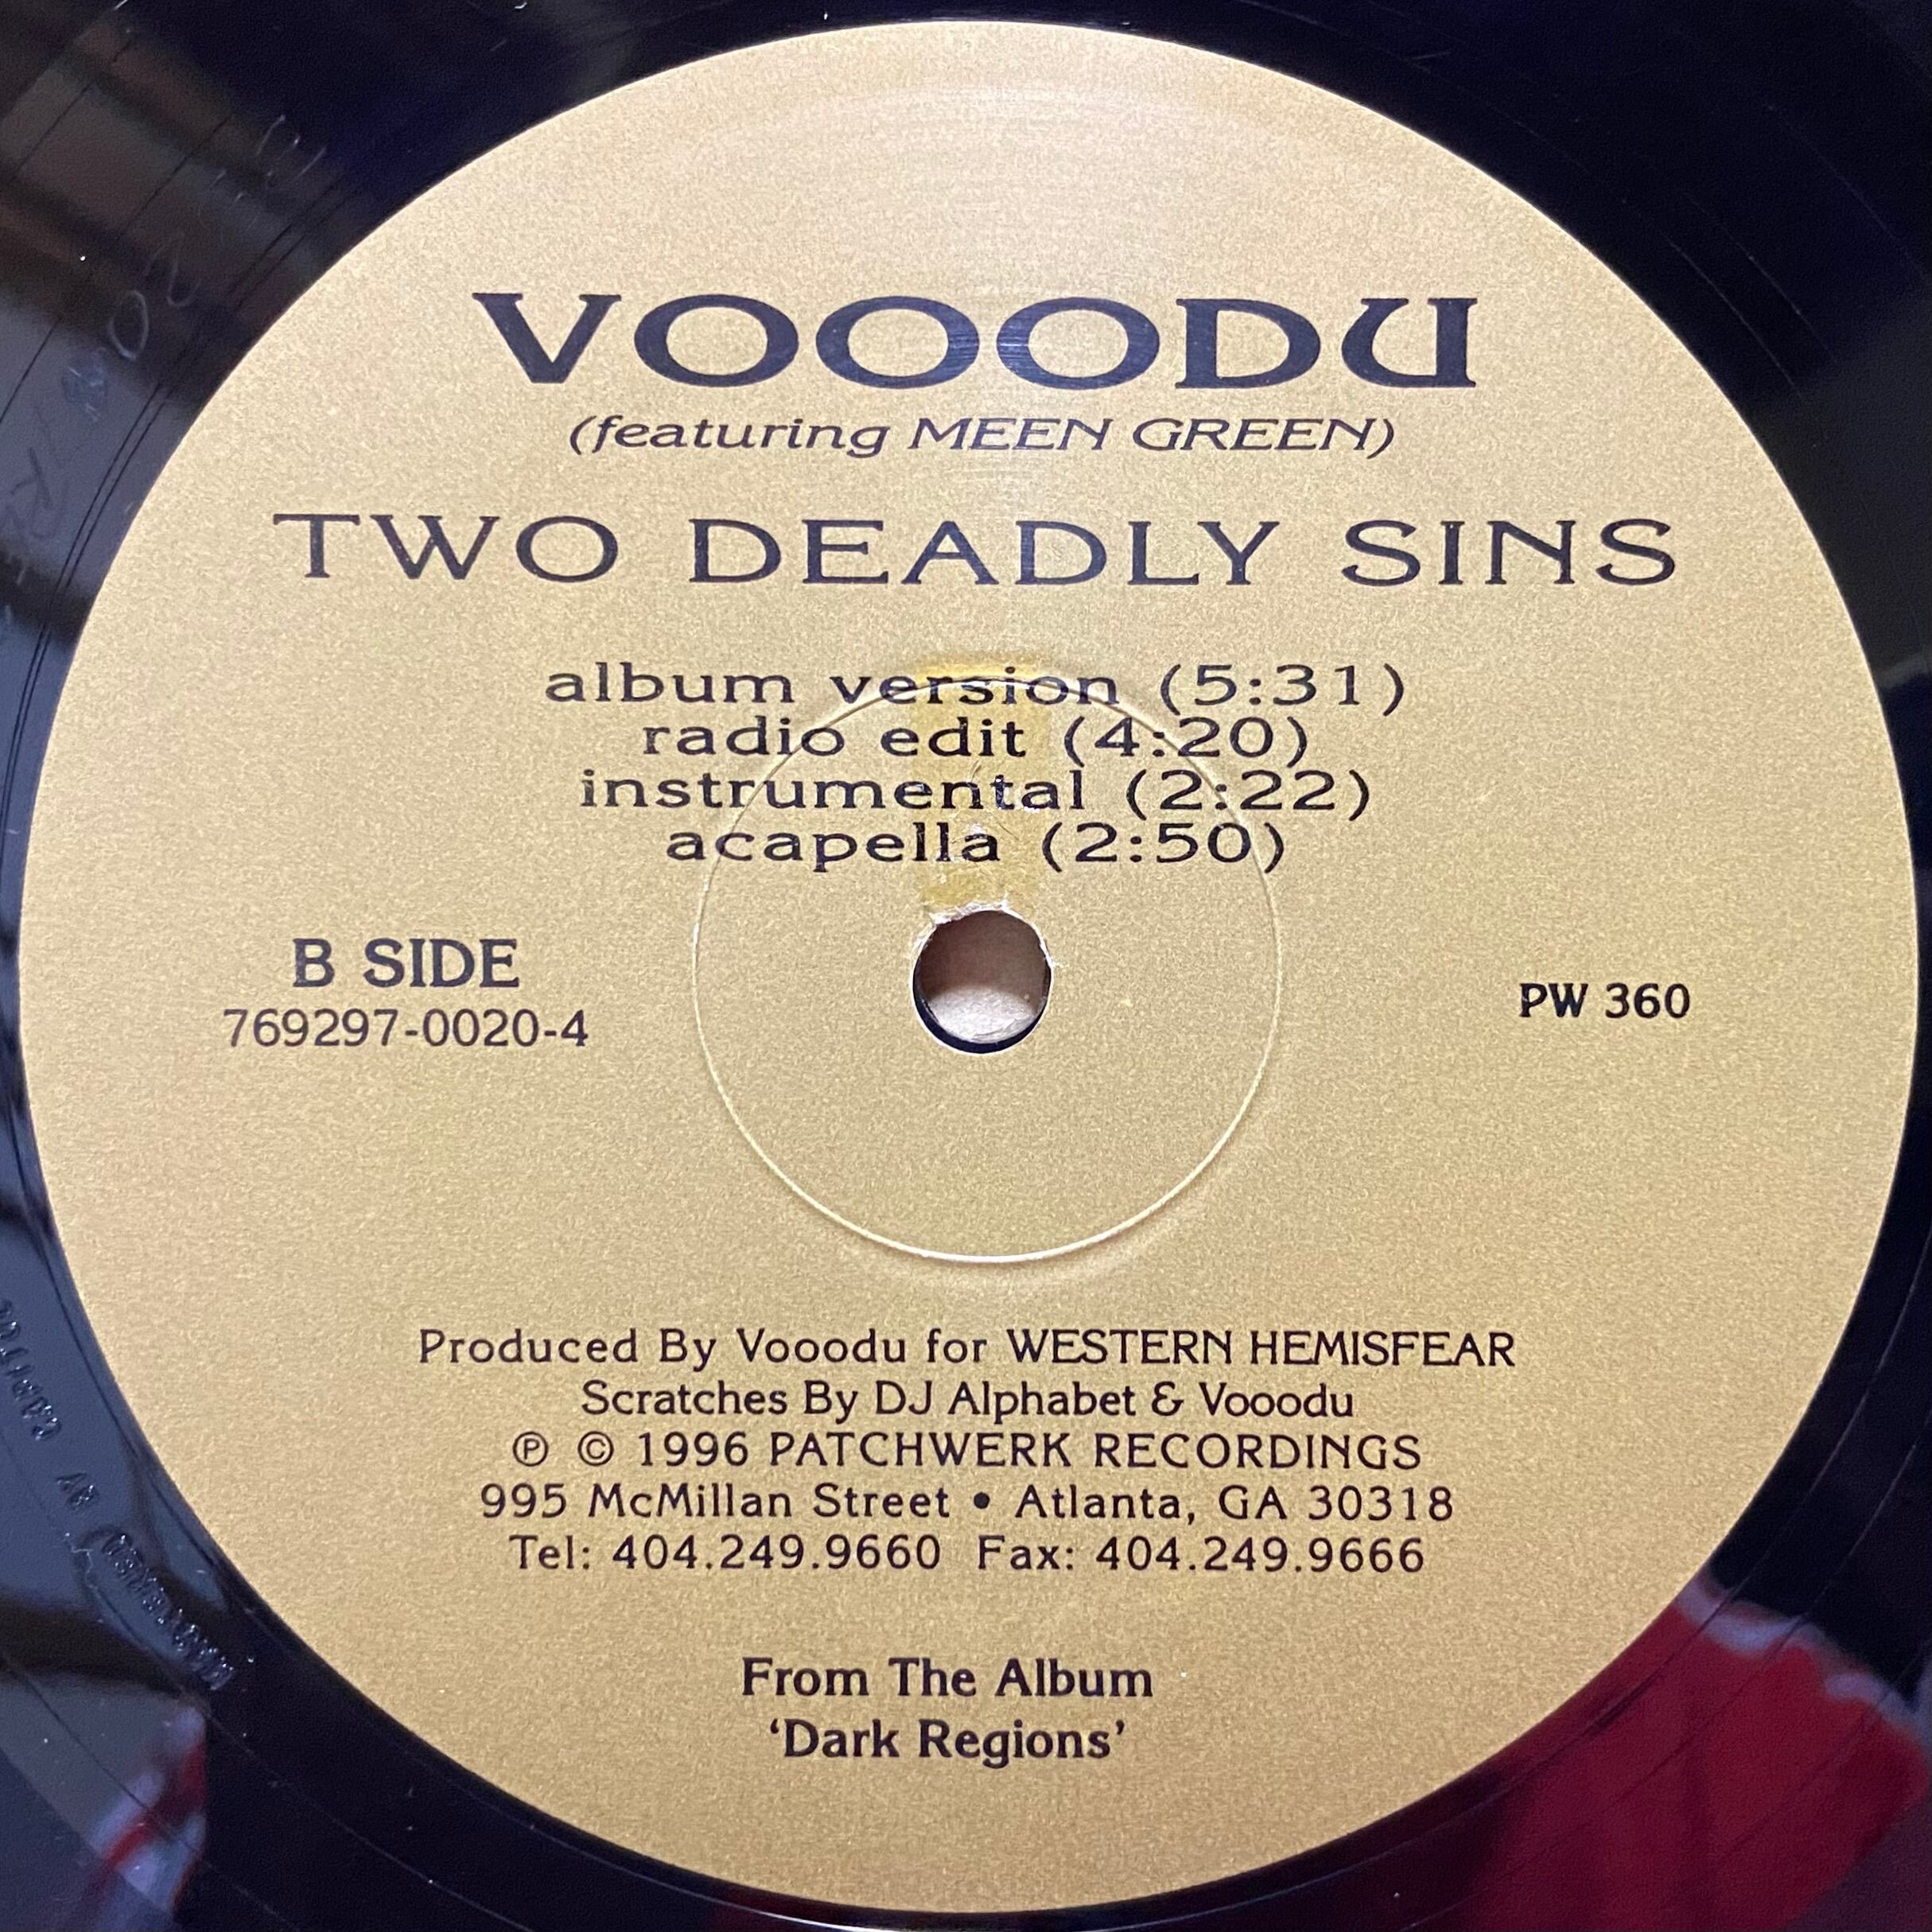 VOOODU
(featuring MEEN GREEN)
TWO DEADLY SINS
album version (5:31)
radio edit (4:20)
instrumental (2:22)
acapella (2:50)
B SIDE
769297-0020-4
PW 360
Produced By Vooodu for WESTERN HEMISFEAR
Scratches By DJ Alphabet & Vooodu
℗ © 1996 PATCHWERK RECORDINGS
995 McMillan Street • Atlanta, GA 30318
Tel: 404.249.9660 Fax: 404.249.9666
From The Album
‘Dark Regions’
MASTERED BY CAPITOL